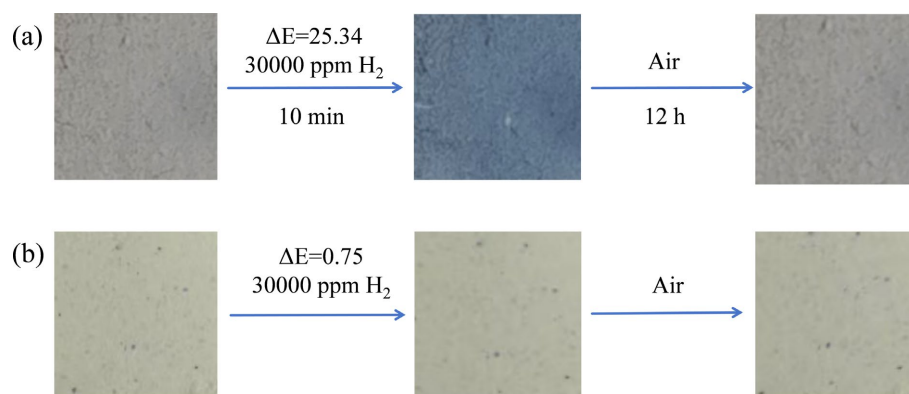 (a)
ΔE=25.34
30000 ppm H₂
10 min
Air
12 h
(b)
ΔE=0.75
30000 ppm H₂
Air